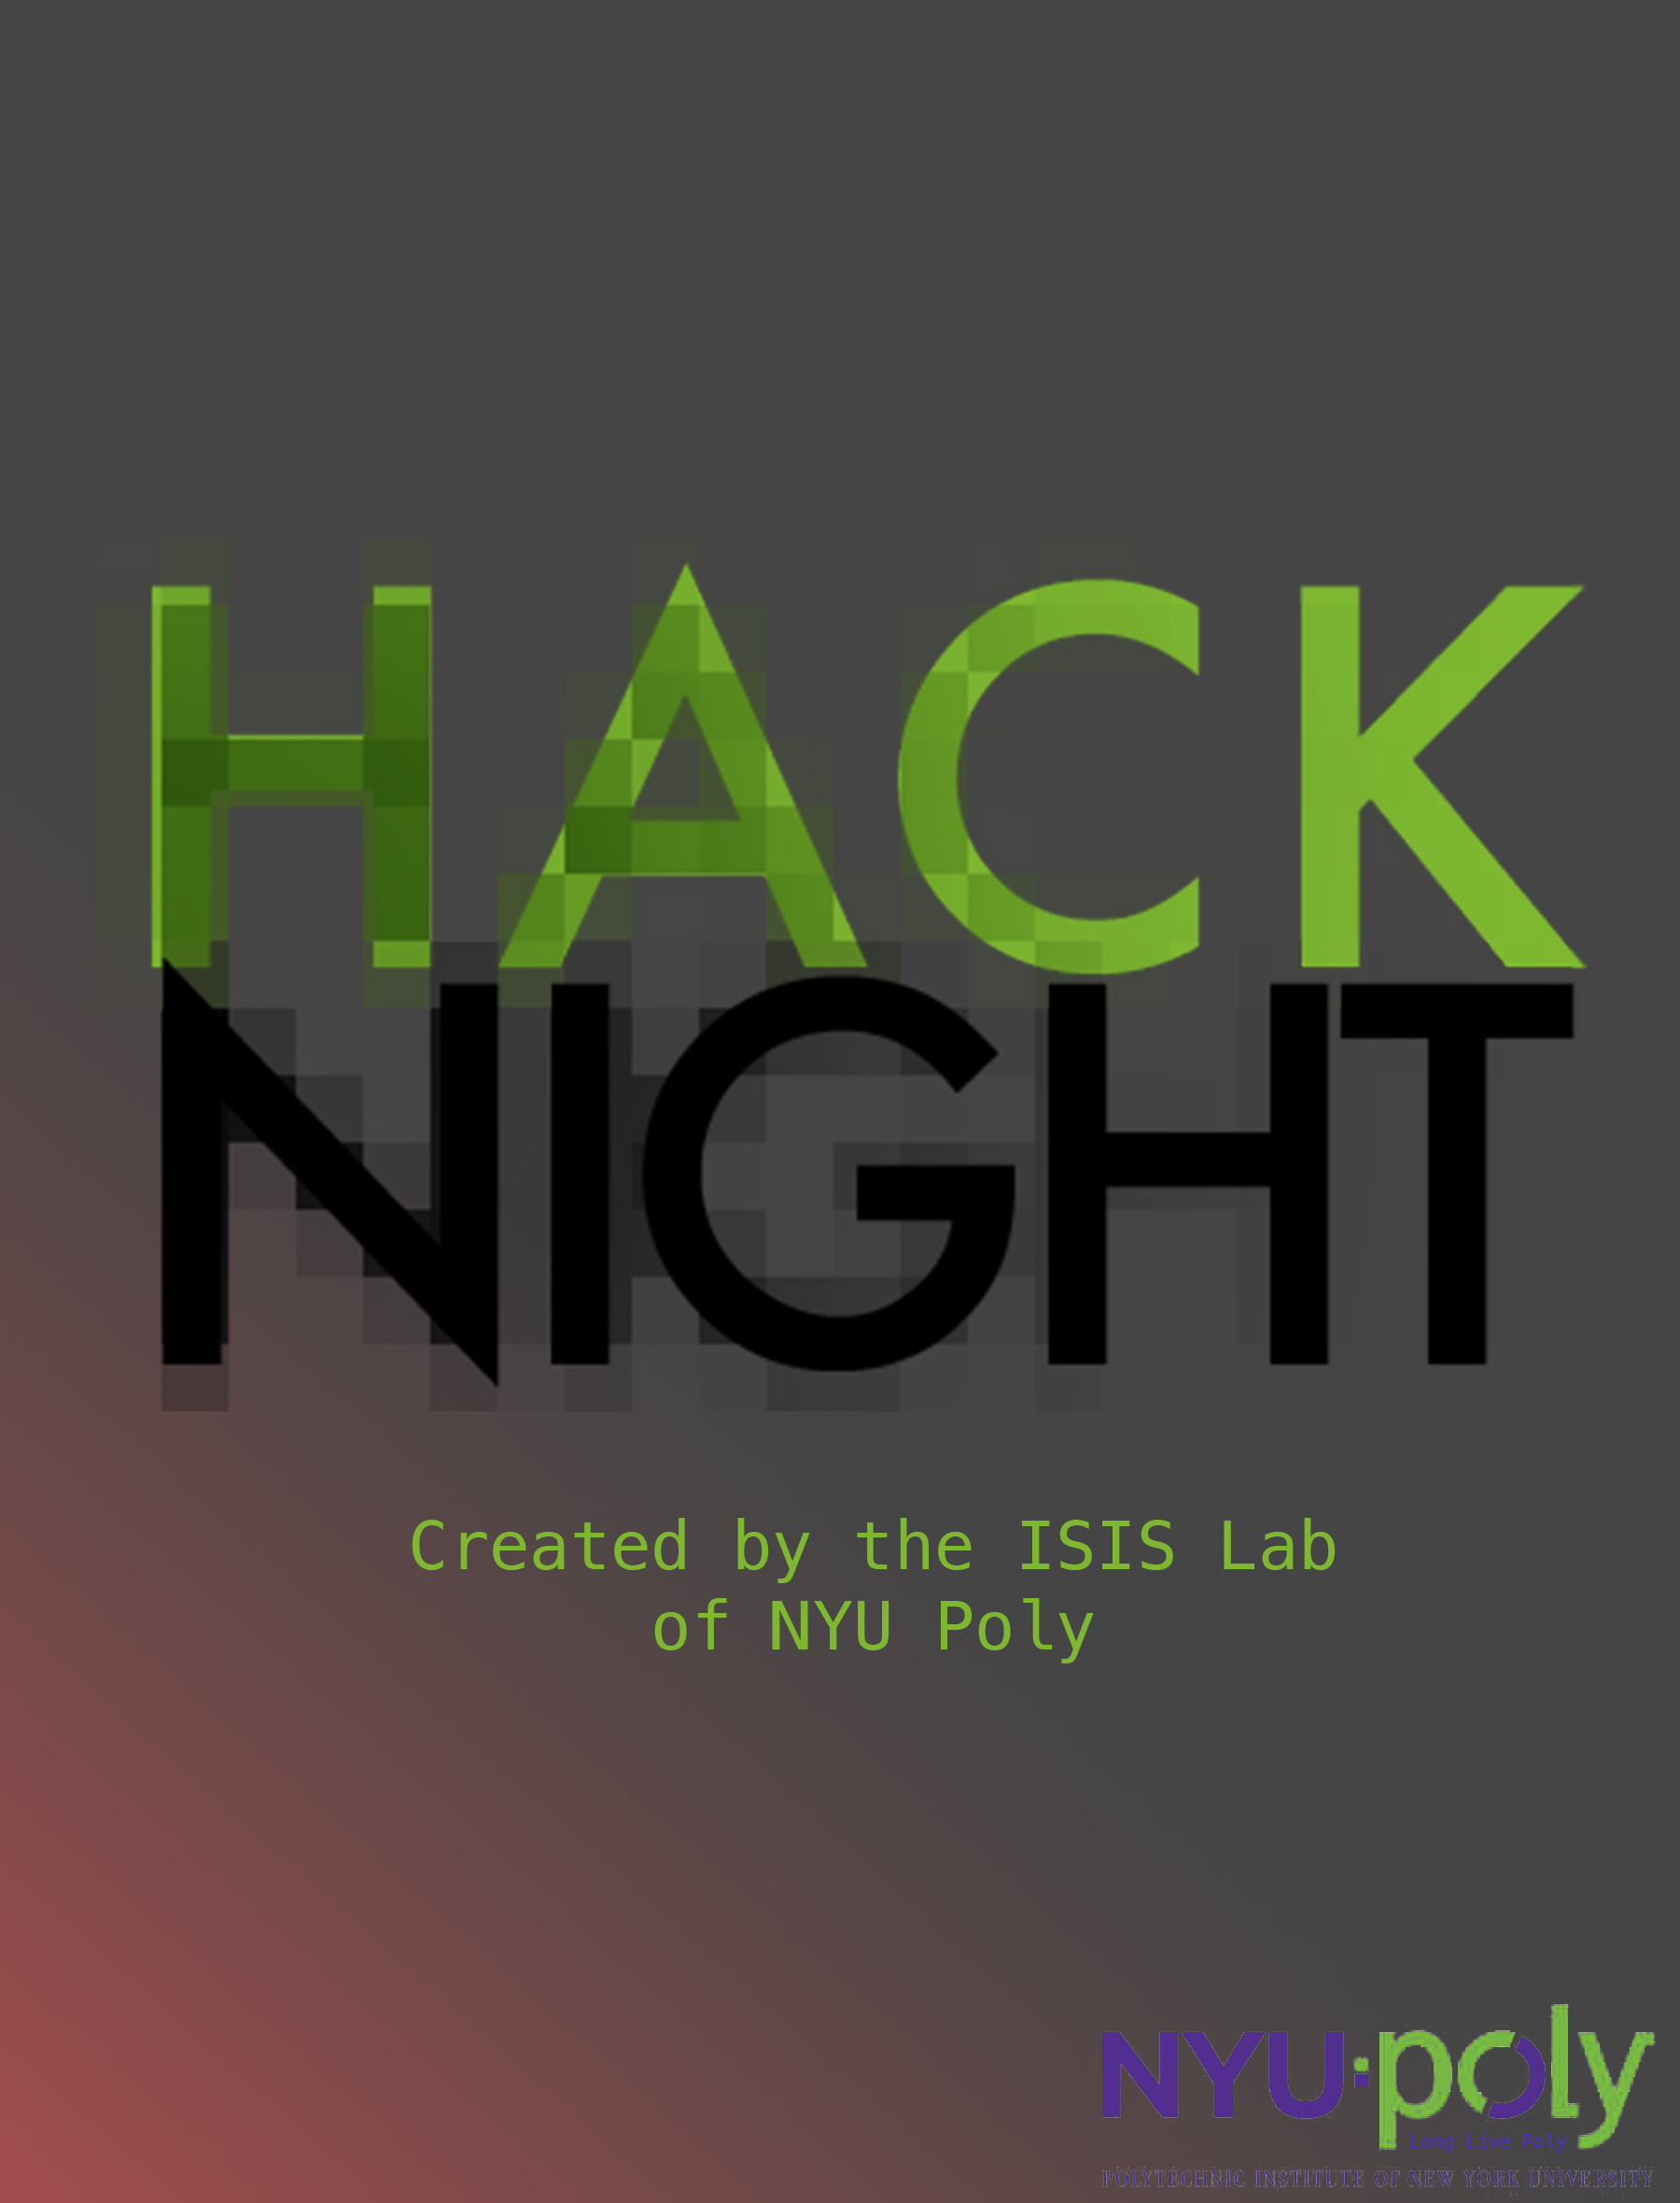 HACK
NIGHT
Created by the ISIS Lab
of NYU Poly
NYU:poly
Long Live Poly
POLYTECHNIC INSTITUTE OF NEW YORK UNIVERSITY